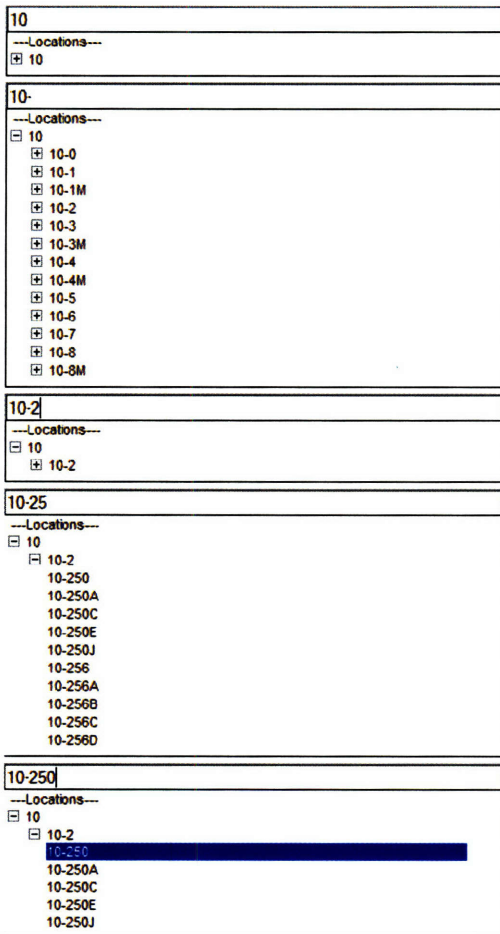 10
---Locations---
10
10-
---Locations---
10
10-0
10-1
10-1M
10-2
10-3
10-3M
10-4
10-4M
10-5
10-6
10-7
10-8
10-8M
10-2
---Locations---
10
10-2
10-25
---Locations---
10
10-2
10-250
10-250A
10-250C
10-250E
10-250J
10-256
10-256A
10-256B
10-256C
10-256D
10-250
---Locations---
10
10-2
10-250
10-250A
10-250C
10-250E
10-250J